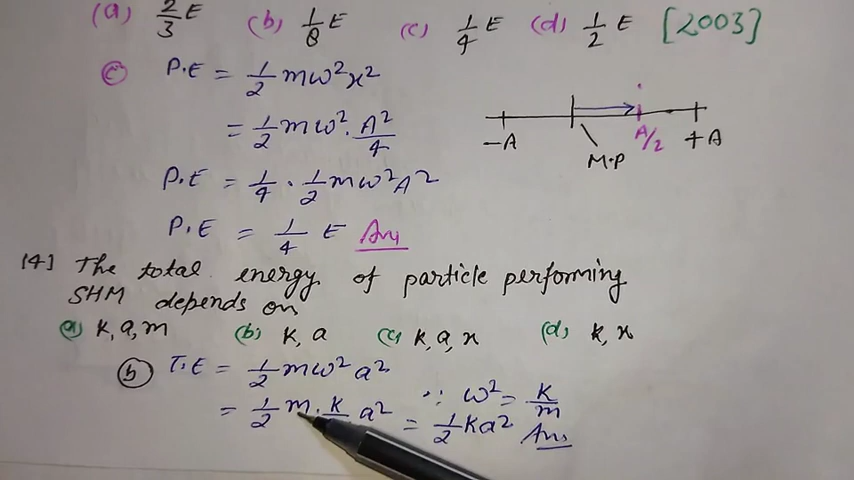 (a) 2/3 E (b) 1/8 E (c) 1/4 E (d) 1/2 E [2003]
(c) P.E = 1/2 mω²x²
= 1/2 mω² · A²/4
-A M.P A/2 +A
P.E = 1/4 · 1/2 mω²A²
P.E = 1/4 E Ans
[4] The total energy of particle performing
SHM depends on
(a) k, a, m (b) k, a (c) k, a, x (d) k, x
(b) T.E = 1/2 mω²a² ∵ ω² = k/m
= 1/2 m · k/ a² = 1/2 ka² Ans